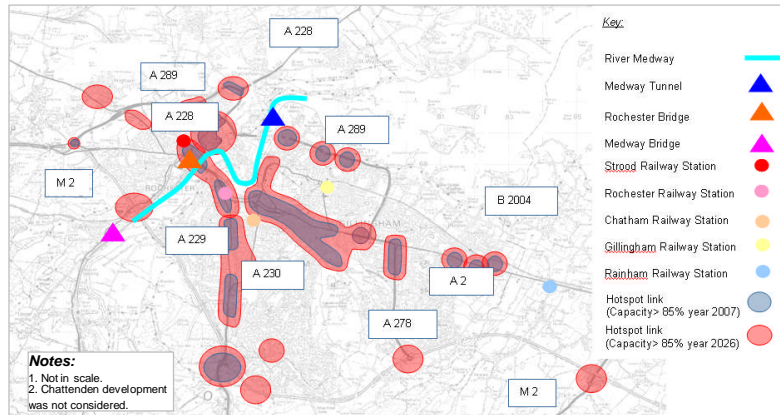 A 228
A 289
A 228
A 289
M 2
B 2004
A 229
A 230
A 2
A 278
M 2
Notes:
1. Not in scale.
2. Chattenden development
was not considered.
Key:
River Medway
Medway Tunnel
Rochester Bridge
Medway Bridge
Strood Railway Station
Rochester Railway Station
Chatham Railway Station
Gillingham Railway Station
Rainham Railway Station
Hotspot link
(Capacity> 85% year 2007)
Hotspot link
(Capacity> 85% year 2026)